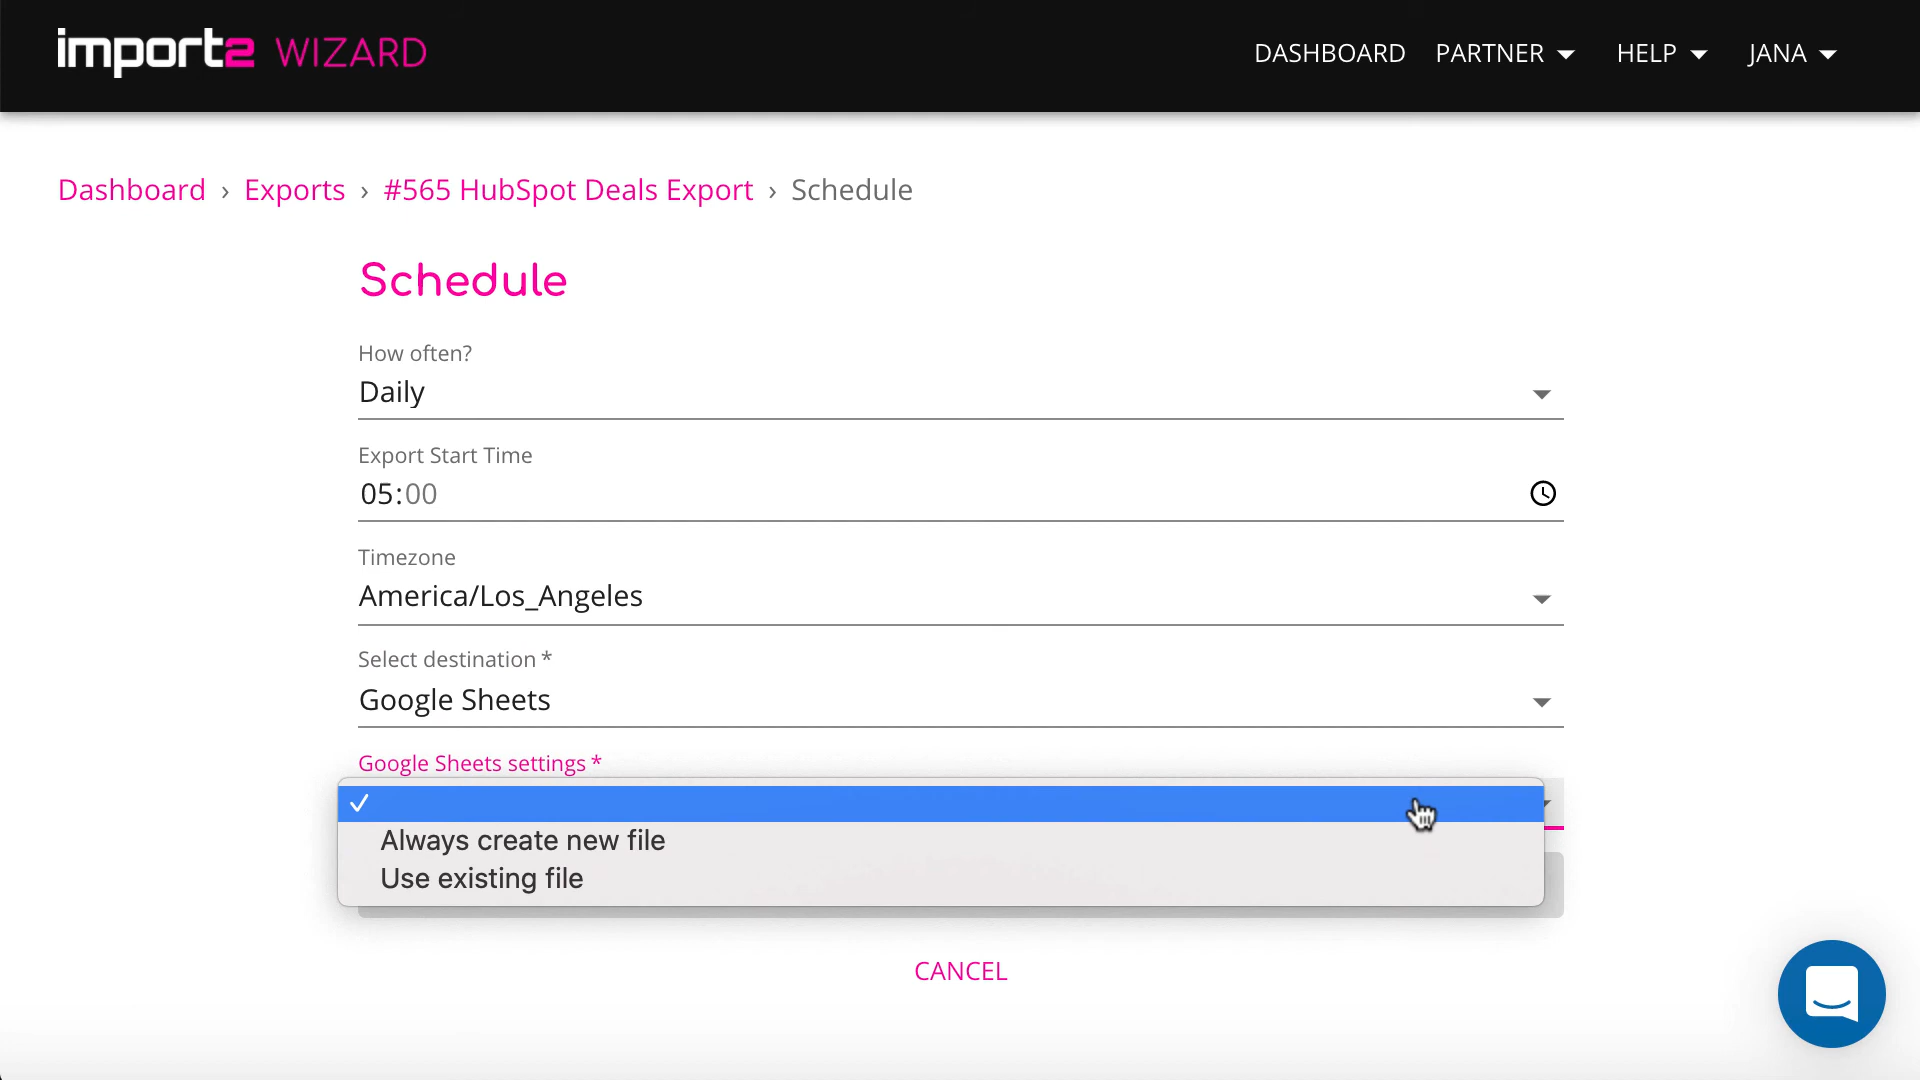 import2 WIZARD
DASHBOARD PARTNER HELP JANA
Dashboard › Exports › #565 HubSpot Deals Export › Schedule
Schedule
How often?
Daily
Export Start Time
05:00
Timezone
America/Los_Angeles
Select destination *
Google Sheets
Google Sheets settings *
Always create new file
Use existing file
CANCEL